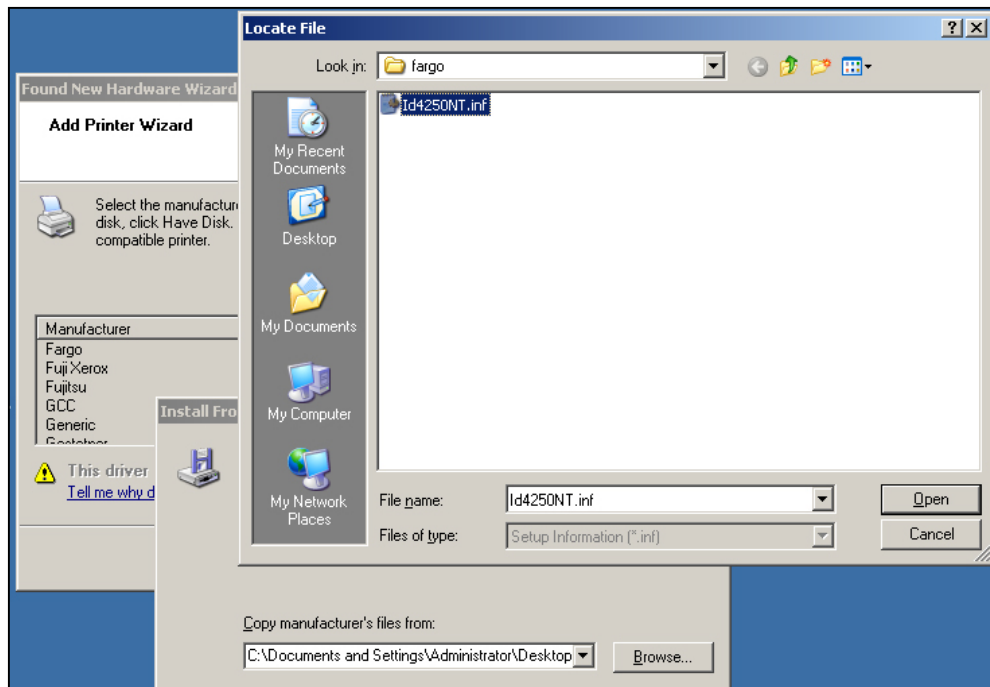 Locate File
Look in:
fargo
Id4250NT.inf
My Recent
Documents
Desktop
My Documents
My Computer
My Network
Places
File name:
Id4250NT.inf
Open
Files of type:
Setup Information (*.inf)
Cancel
Found New Hardware Wizard
Add Printer Wizard
Select the manufactur
disk, click Have Disk.
compatible printer.
Manufacturer
Fargo
Fuji Xerox
Fujitsu
GCC
Generic
This driver
Tell me why d
Install Fro
Copy manufacturer's files from:
C:\Documents and Settings\Administrator\Desktop
Browse...